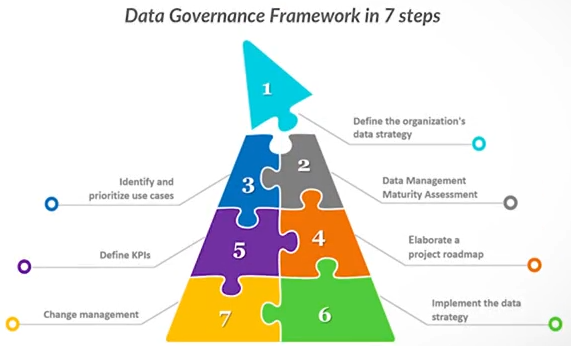 Data Governance Framework in 7 steps
1
Define the organization's
data strategy
2
Data Management
Maturity Assessment
3
Identify and
prioritize use cases
4
Elaborate a
project roadmap
5
Define KPIs
6
Implement the data
strategy
7
Change management